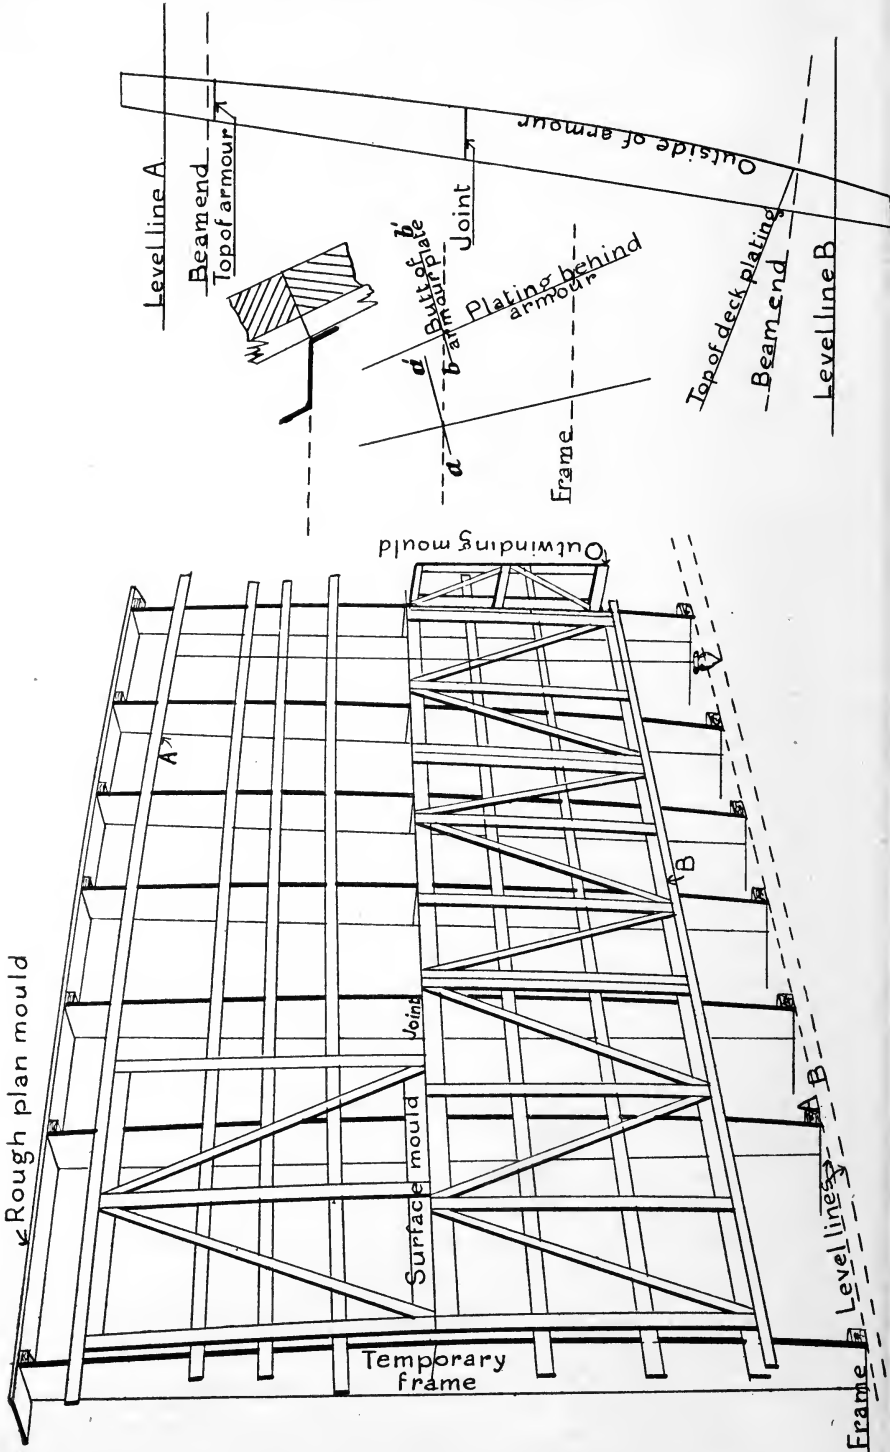 Rough plan mould
A
Joint
Surface mould
Temporary
frame
Outwinding mould
B
A
B
Level lines
Frame
Level line A
Beam end
Top of armour
Joint
Outside of armour
Butt of
armour plate
a
a'
b
b'
Plating behind
armour
Frame
Top of deck plating
Beam end
Level line B